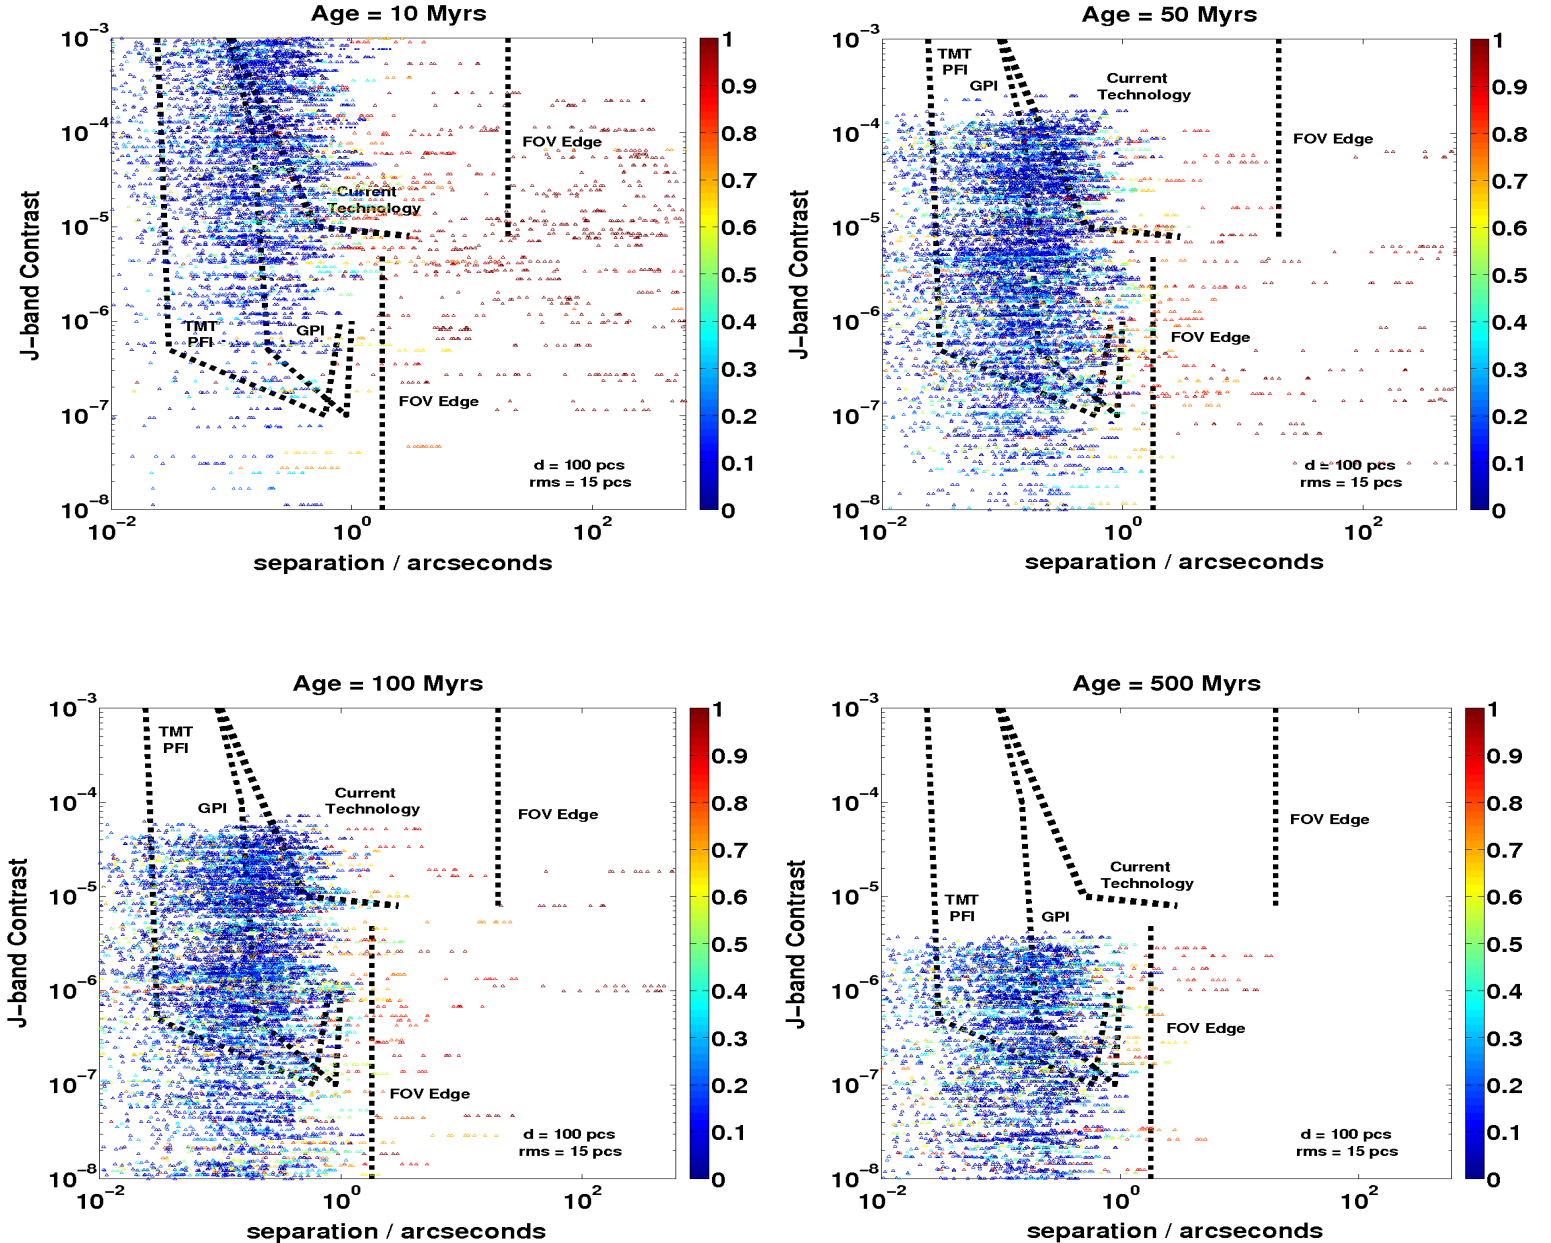 Age = 10 Myrs
J-band Contrast
10^-3
10^-4
10^-5
10^-6
10^-7
10^-8
10^-2
10^0
10^2
separation / arcseconds
FOV Edge
Current
Technology
TMT
PFI
GPI
FOV Edge
d = 100 pcs
rms = 15 pcs
1
0.9
0.8
0.7
0.6
0.5
0.4
0.3
0.2
0.1
0
Age = 50 Myrs
J-band Contrast
10^-3
10^-4
10^-5
10^-6
10^-7
10^-8
10^-2
10^0
10^2
separation / arcseconds
TMT
PFI
GPI
Current
Technology
FOV Edge
FOV Edge
d = 100 pcs
rms = 15 pcs
1
0.9
0.8
0.7
0.6
0.5
0.4
0.3
0.2
0.1
0
Age = 100 Myrs
J-band Contrast
10^-3
10^-4
10^-5
10^-6
10^-7
10^-8
10^-2
10^0
10^2
separation / arcseconds
TMT
PFI
GPI
Current
Technology
FOV Edge
FOV Edge
d = 100 pcs
rms = 15 pcs
1
0.9
0.8
0.7
0.6
0.5
0.4
0.3
0.2
0.1
0
Age = 500 Myrs
J-band Contrast
10^-3
10^-4
10^-5
10^-6
10^-7
10^-8
10^-2
10^0
10^2
separation / arcseconds
FOV Edge
Current
Technology
TMT
PFI
GPI
FOV Edge
d = 100 pcs
rms = 15 pcs
1
0.9
0.8
0.7
0.6
0.5
0.4
0.3
0.2
0.1
0